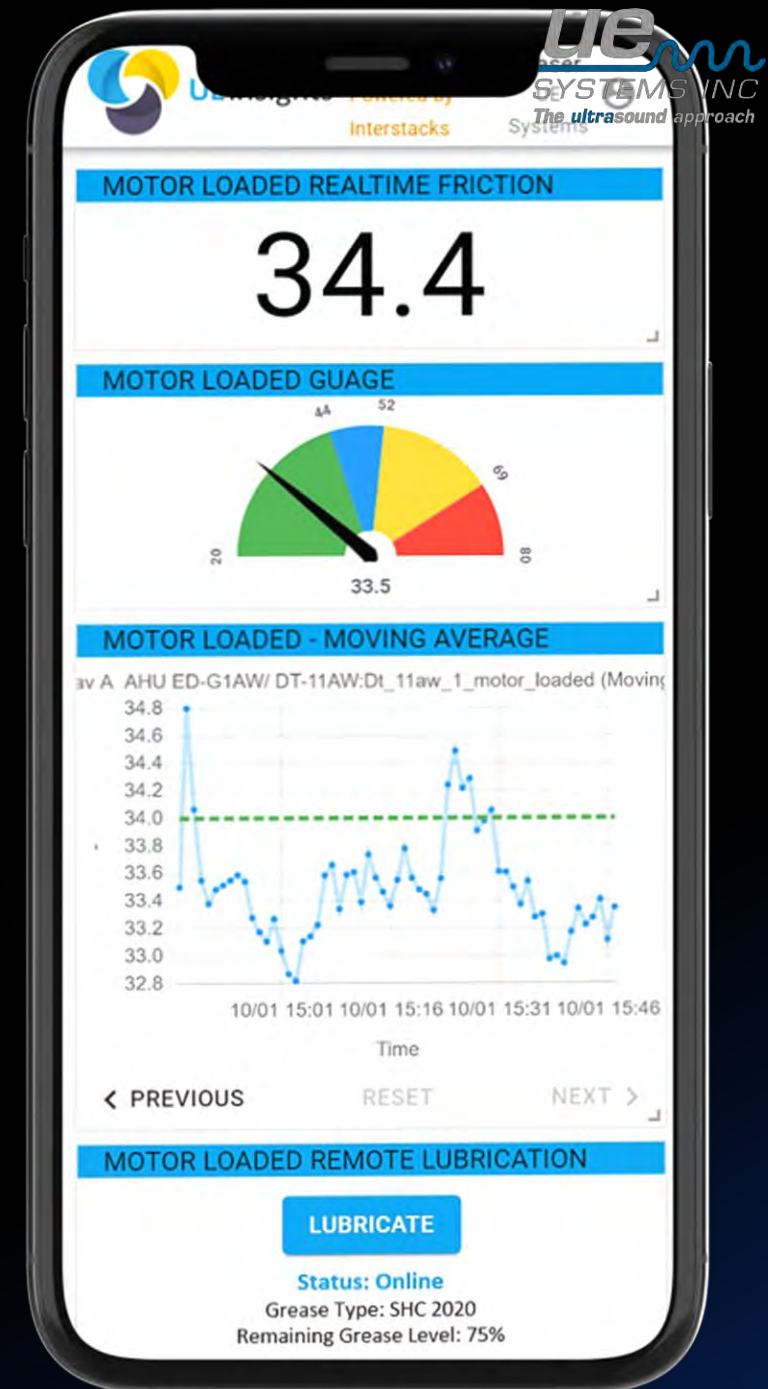 ue
SYSTEMS INC
The ultrasound approach
Interstacks
Systems
MOTOR LOADED REALTIME FRICTION
34.4
MOTOR LOADED GUAGE
20
44
52
69
80
33.5
MOTOR LOADED - MOVING AVERAGE
av A AHU ED-G1AW/ DT-11AW:Dt_11aw_1_motor_loaded (Moving
34.8
34.6
34.4
34.2
34.0
33.8
33.6
33.4
33.2
33.0
32.8
10/01 15:01 10/01 15:16 10/01 15:31 10/01 15:46
Time
PREVIOUS RESET NEXT
MOTOR LOADED REMOTE LUBRICATION
LUBRICATE
Status: Online
Grease Type: SHC 2020
Remaining Grease Level: 75%